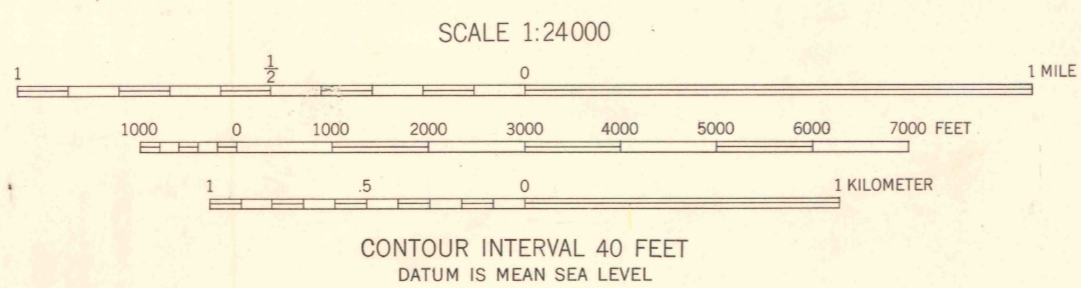 SCALE 1:24000
1 1/2 0 1 MILE
1000 0 1000 2000 3000 4000 5000 6000 7000 FEET
1 .5 0 1 KILOMETER
CONTOUR INTERVAL 40 FEET
DATUM IS MEAN SEA LEVEL